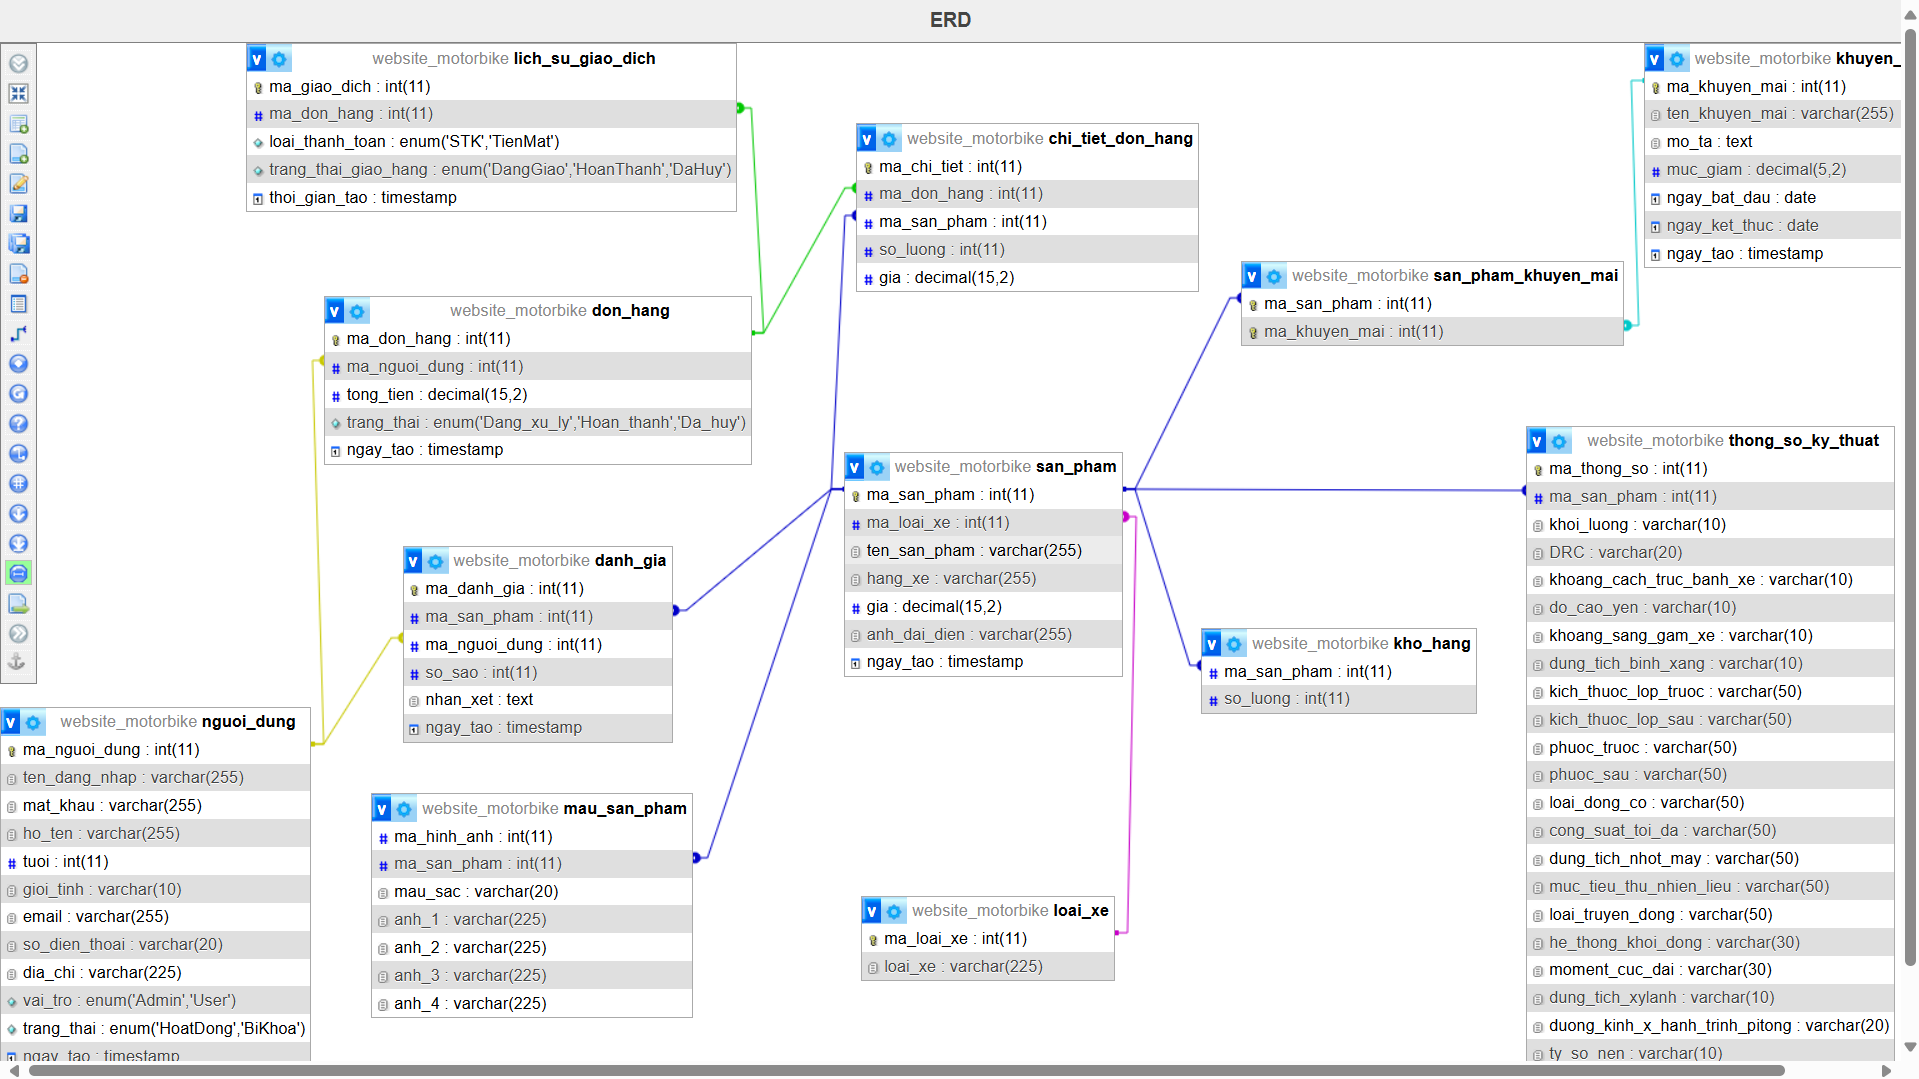 ERD
website_motorbike lich_su_giao_dich
ma_giao_dich : int(11)
ma_don_hang : int(11)
loai_thanh_toan : enum('STK','TienMat')
trang_thai_giao_hang : enum('DangGiao','HoanThanh','DaHuy')
thoi_gian_tao : timestamp
website_motorbike chi_tiet_don_hang
ma_chi_tiet : int(11)
ma_don_hang : int(11)
ma_san_pham : int(11)
so_luong : int(11)
gia : decimal(15,2)
website_motorbike khuyen_
ma_khuyen_mai : int(11)
ten_khuyen_mai : varchar(255)
mo_ta : text
muc_giam : decimal(5,2)
ngay_bat_dau : date
ngay_ket_thuc : date
ngay_tao : timestamp
website_motorbike san_pham_khuyen_mai
ma_san_pham : int(11)
ma_khuyen_mai : int(11)
website_motorbike don_hang
ma_don_hang : int(11)
ma_nguoi_dung : int(11)
tong_tien : decimal(15,2)
trang_thai : enum('Dang_xu_ly','Hoan_thanh','Da_huy')
ngay_tao : timestamp
website_motorbike san_pham
ma_san_pham : int(11)
ma_loai_xe : int(11)
ten_san_pham : varchar(255)
hang_xe : varchar(255)
gia : decimal(15,2)
anh_dai_dien : varchar(255)
ngay_tao : timestamp
website_motorbike thong_so_ky_thuat
ma_thong_so : int(11)
ma_san_pham : int(11)
khoi_luong : varchar(10)
DRC : varchar(20)
khoang_cach_truc_banh_xe : varchar(10)
do_cao_yen : varchar(10)
khoang_sang_gam_xe : varchar(10)
dung_tich_binh_xang : varchar(10)
kich_thuoc_lop_truoc : varchar(50)
kich_thuoc_lop_sau : varchar(50)
phuoc_truoc : varchar(50)
phuoc_sau : varchar(50)
loai_dong_co : varchar(50)
cong_suat_toi_da : varchar(50)
dung_tich_nhot_may : varchar(50)
muc_tieu_thu_nhien_lieu : varchar(50)
loai_truyen_dong : varchar(50)
he_thong_khoi_dong : varchar(30)
moment_cuc_dai : varchar(30)
dung_tich_xylanh : varchar(10)
duong_kinh_x_hanh_trinh_pitong : varchar(20)
ty_so_nen : varchar(10)
website_motorbike danh_gia
ma_danh_gia : int(11)
ma_san_pham : int(11)
ma_nguoi_dung : int(11)
so_sao : int(11)
nhan_xet : text
ngay_tao : timestamp
website_motorbike kho_hang
ma_san_pham : int(11)
so_luong : int(11)
website_motorbike nguoi_dung
ma_nguoi_dung : int(11)
ten_dang_nhap : varchar(255)
mat_khau : varchar(255)
ho_ten : varchar(255)
tuoi : int(11)
gioi_tinh : varchar(10)
email : varchar(255)
so_dien_thoai : varchar(20)
dia_chi : varchar(225)
vai_tro : enum('Admin','User')
trang_thai : enum('HoatDong','BiKhoa')
ngay_tao : timestamp
website_motorbike mau_san_pham
ma_hinh_anh : int(11)
ma_san_pham : int(11)
mau_sac : varchar(20)
anh_1 : varchar(225)
anh_2 : varchar(225)
anh_3 : varchar(225)
anh_4 : varchar(225)
website_motorbike loai_xe
ma_loai_xe : int(11)
loai_xe : varchar(225)